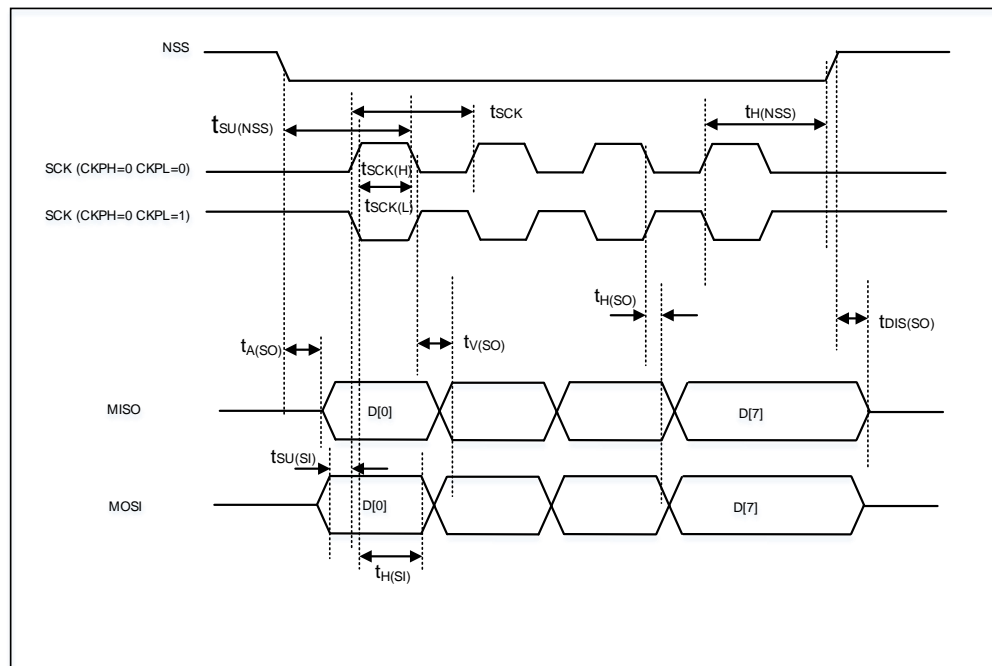 NSS
tSCK
tH(NSS)
tSU(NSS)
SCK (CKPH=0 CKPL=0)
tSCK(H)
tSCK(L)
SCK (CKPH=0 CKPL=1)
tH(SO)
tDIS(SO)
tV(SO)
tA(SO)
MISO
D[0]
D[7]
tSU(SI)
MOSI
D[0]
D[7]
tH(SI)